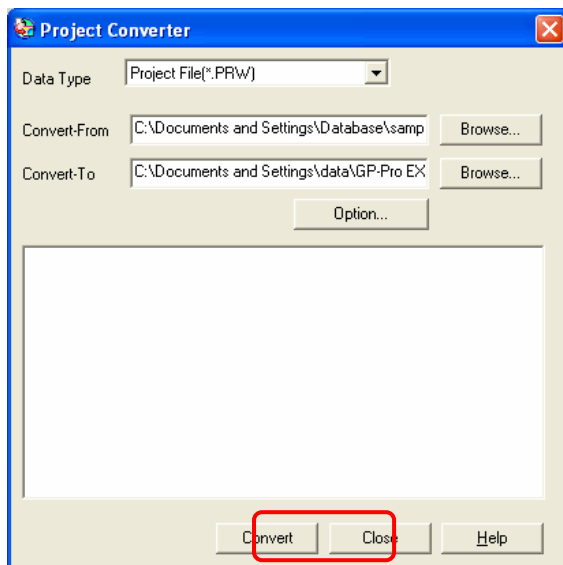 Project Converter
Data Type Project File(*.PRW)
Convert-From C:\Documents and Settings\Database\samp Browse...
Convert-To C:\Documents and Settings\data\GP-Pro EX Browse...
Option...
Convert Close Help